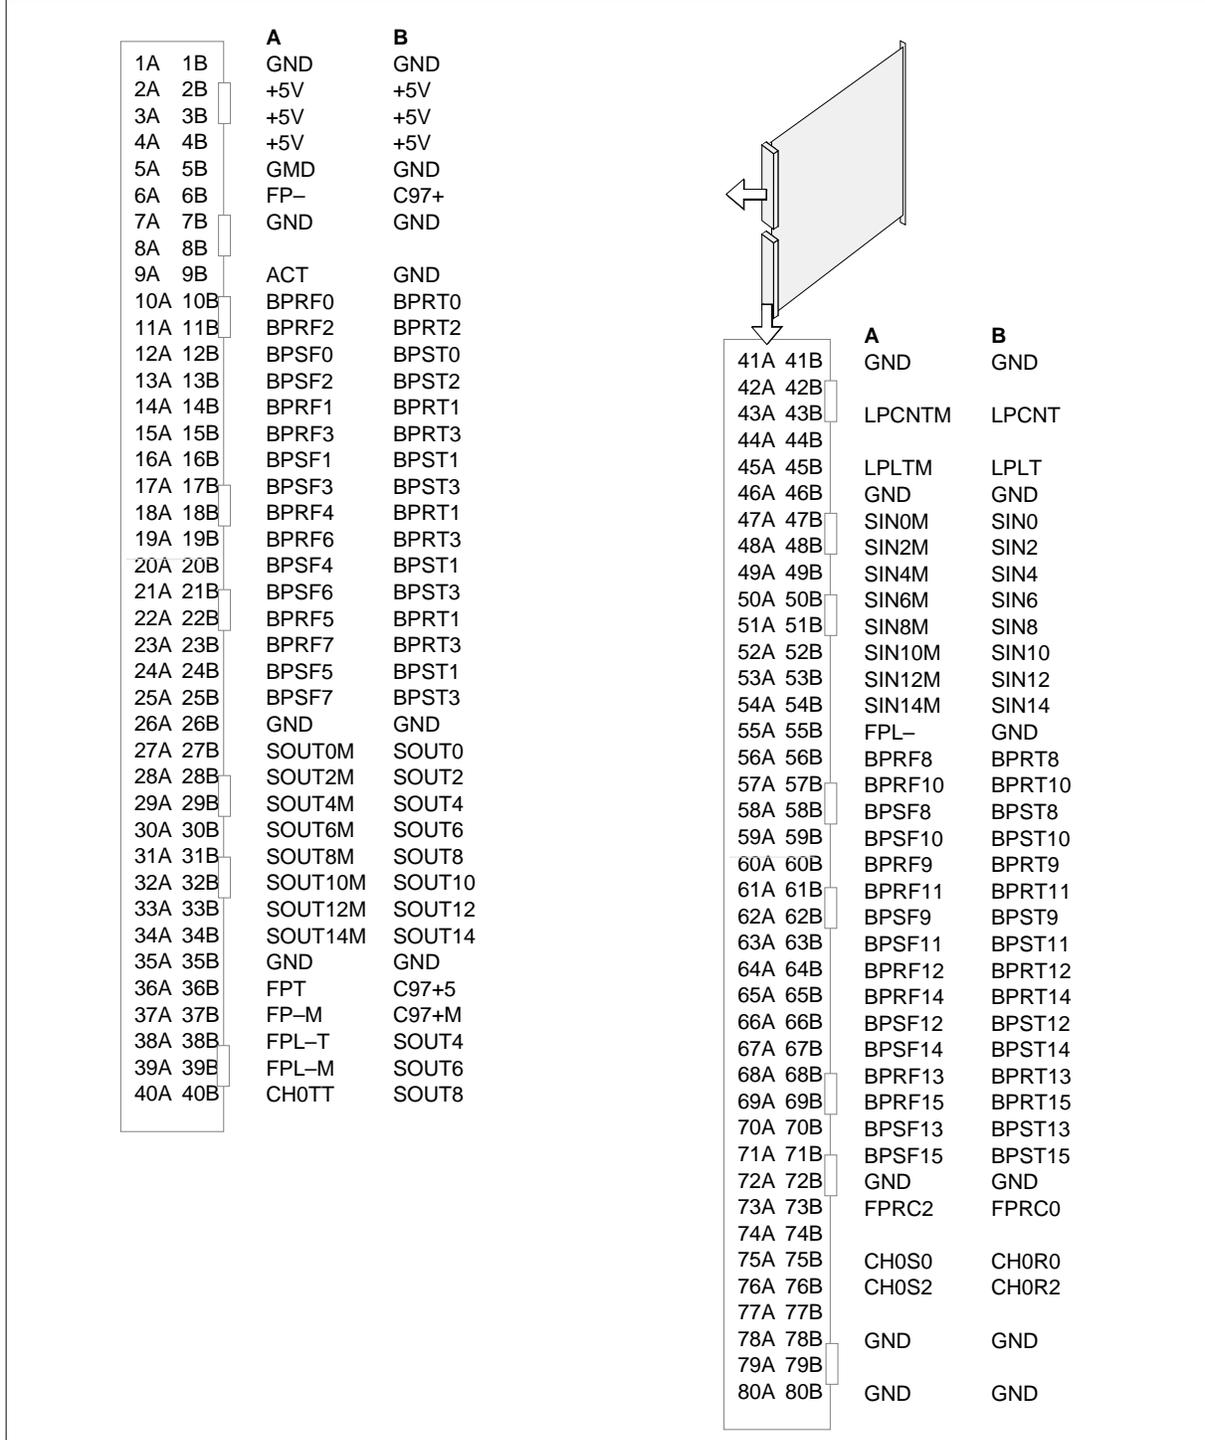 A B
1A 1B GND GND
2A 2B +5V +5V
3A 3B +5V +5V
4A 4B +5V +5V
5A 5B GMD GND
6A 6B FP– C97+
7A 7B GND GND
8A 8B
9A 9B ACT GND
10A 10B BPRF0 BPRT0
11A 11B BPRF2 BPRT2
12A 12B BPSF0 BPST0
13A 13B BPSF2 BPST2
14A 14B BPRF1 BPRT1
15A 15B BPRF3 BPRT3
16A 16B BPSF1 BPST1
17A 17B BPSF3 BPST3
18A 18B BPRF4 BPRT1
19A 19B BPRF6 BPRT3
20A 20B BPSF4 BPST1
21A 21B BPSF6 BPST3
22A 22B BPRF5 BPRT1
23A 23B BPRF7 BPRT3
24A 24B BPSF5 BPST1
25A 25B BPSF7 BPST3
26A 26B GND GND
27A 27B SOUT0M SOUT0
28A 28B SOUT2M SOUT2
29A 29B SOUT4M SOUT4
30A 30B SOUT6M SOUT6
31A 31B SOUT8M SOUT8
32A 32B SOUT10M SOUT10
33A 33B SOUT12M SOUT12
34A 34B SOUT14M SOUT14
35A 35B GND GND
36A 36B FPT C97+5
37A 37B FP–M C97+M
38A 38B FPL–T SOUT4
39A 39B FPL–M SOUT6
40A 40B CH0TT SOUT8
A B
41A 41B GND GND
42A 42B
43A 43B LPCNTM LPCNT
44A 44B
45A 45B LPLTM LPLT
46A 46B GND GND
47A 47B SIN0M SIN0
48A 48B SIN2M SIN2
49A 49B SIN4M SIN4
50A 50B SIN6M SIN6
51A 51B SIN8M SIN8
52A 52B SIN10M SIN10
53A 53B SIN12M SIN12
54A 54B SIN14M SIN14
55A 55B FPL– GND
56A 56B BPRF8 BPRT8
57A 57B BPRF10 BPRT10
58A 58B BPSF8 BPST8
59A 59B BPSF10 BPST10
60A 60B BPRF9 BPRT9
61A 61B BPRF11 BPRT11
62A 62B BPSF9 BPST9
63A 63B BPSF11 BPST11
64A 64B BPRF12 BPRT12
65A 65B BPRF14 BPRT14
66A 66B BPSF12 BPST12
67A 67B BPSF14 BPST14
68A 68B BPRF13 BPRT13
69A 69B BPRF15 BPRT15
70A 70B BPSF13 BPST13
71A 71B BPSF15 BPST15
72A 72B GND GND
73A 73B FPRC2 FPRC0
74A 74B
75A 75B CH0S0 CH0R0
76A 76B CH0S2 CH0R2
77A 77B
78A 78B GND GND
79A 79B
80A 80B GND GND